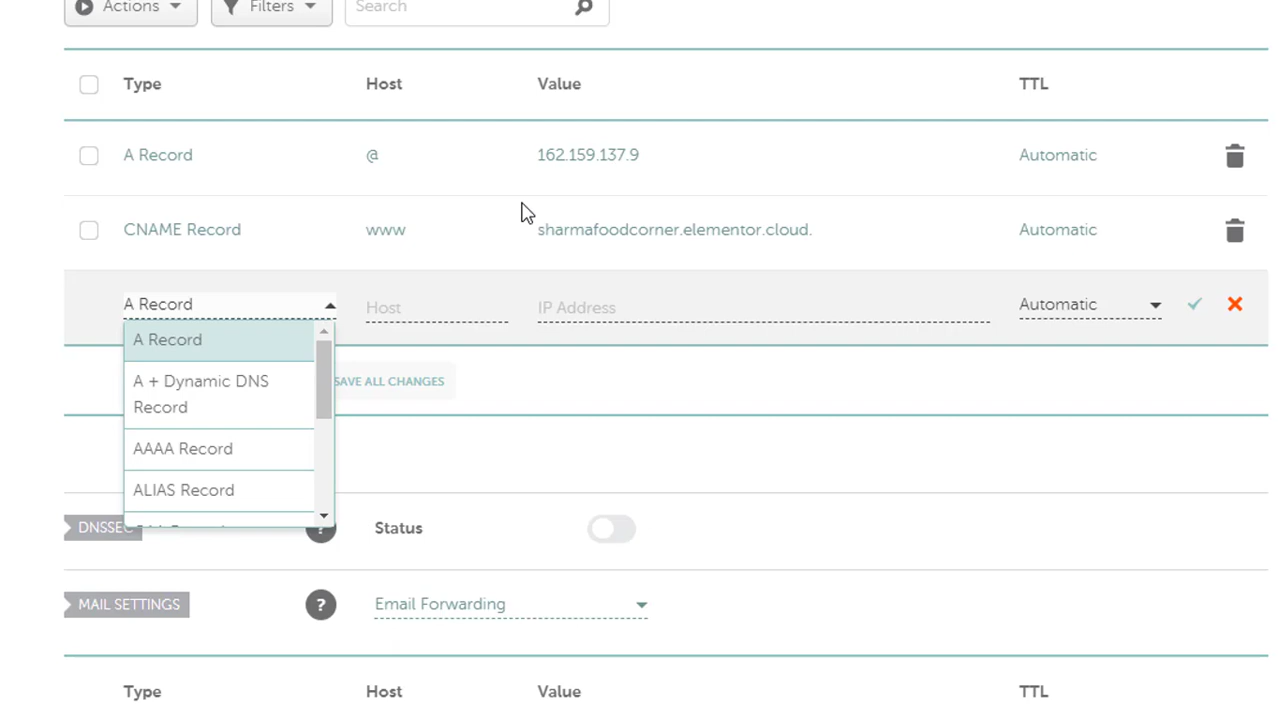 Actions
Filters
Search
Type Host Value TTL
A Record @ 162.159.137.9 Automatic
CNAME Record www sharmafoodcorner.elementor.cloud. Automatic
A Record Host IP Address Automatic
A Record
SAVE ALL CHANGES
A + Dynamic DNS
Record
AAAA Record
ALIAS Record
DNSSEC ? Status
MAIL SETTINGS ? Email Forwarding
Type Host Value TTL